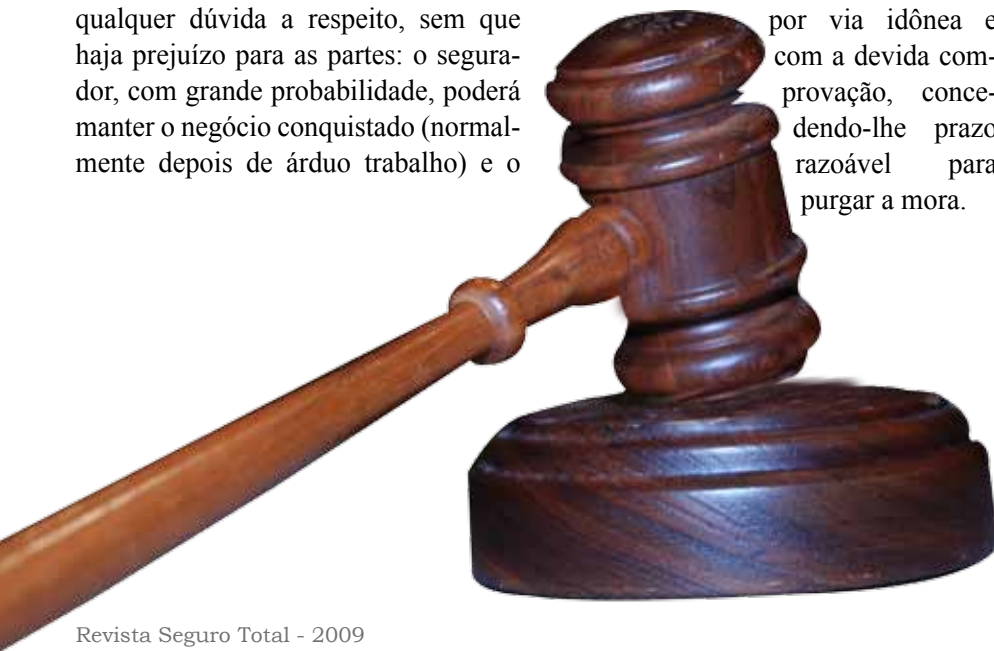 qualquer dúvida a respeito, sem que
haja prejuízo para as partes: o segura-
dor, com grande probabilidade, poderá
manter o negócio conquistado (normal-
mente depois de árduo trabalho) e o
por via idônea e
com a devida com-
provação, conce-
dendo-lhe prazo
razoável para
purgar a mora.
Revista Seguro Total - 2009